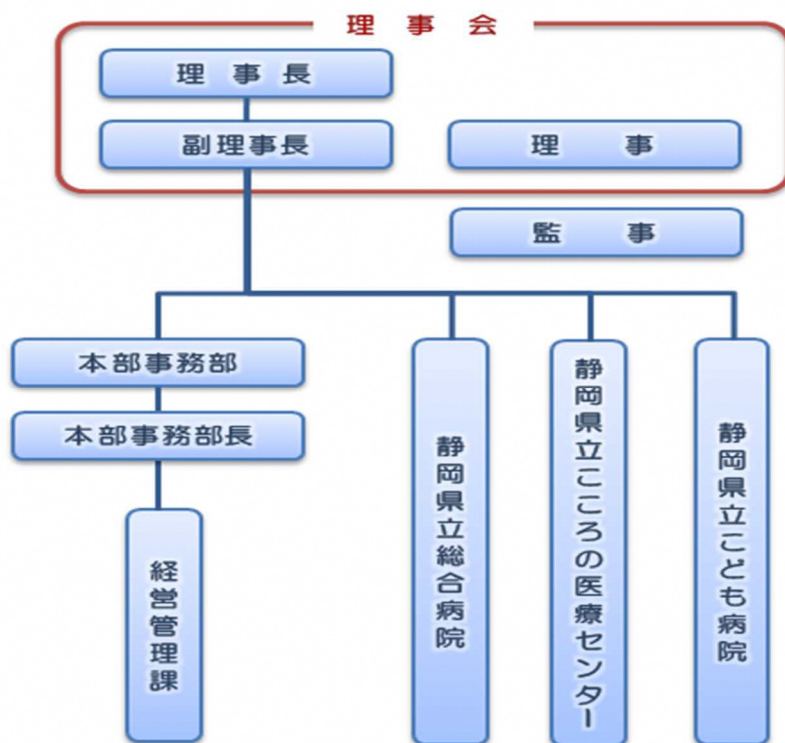 理事会
理事長
副理事長
理事
監事
本部事務部
本部事務部長
経営管理課
静岡県立総合病院
静岡県立こころの医療センター
静岡県立こども病院